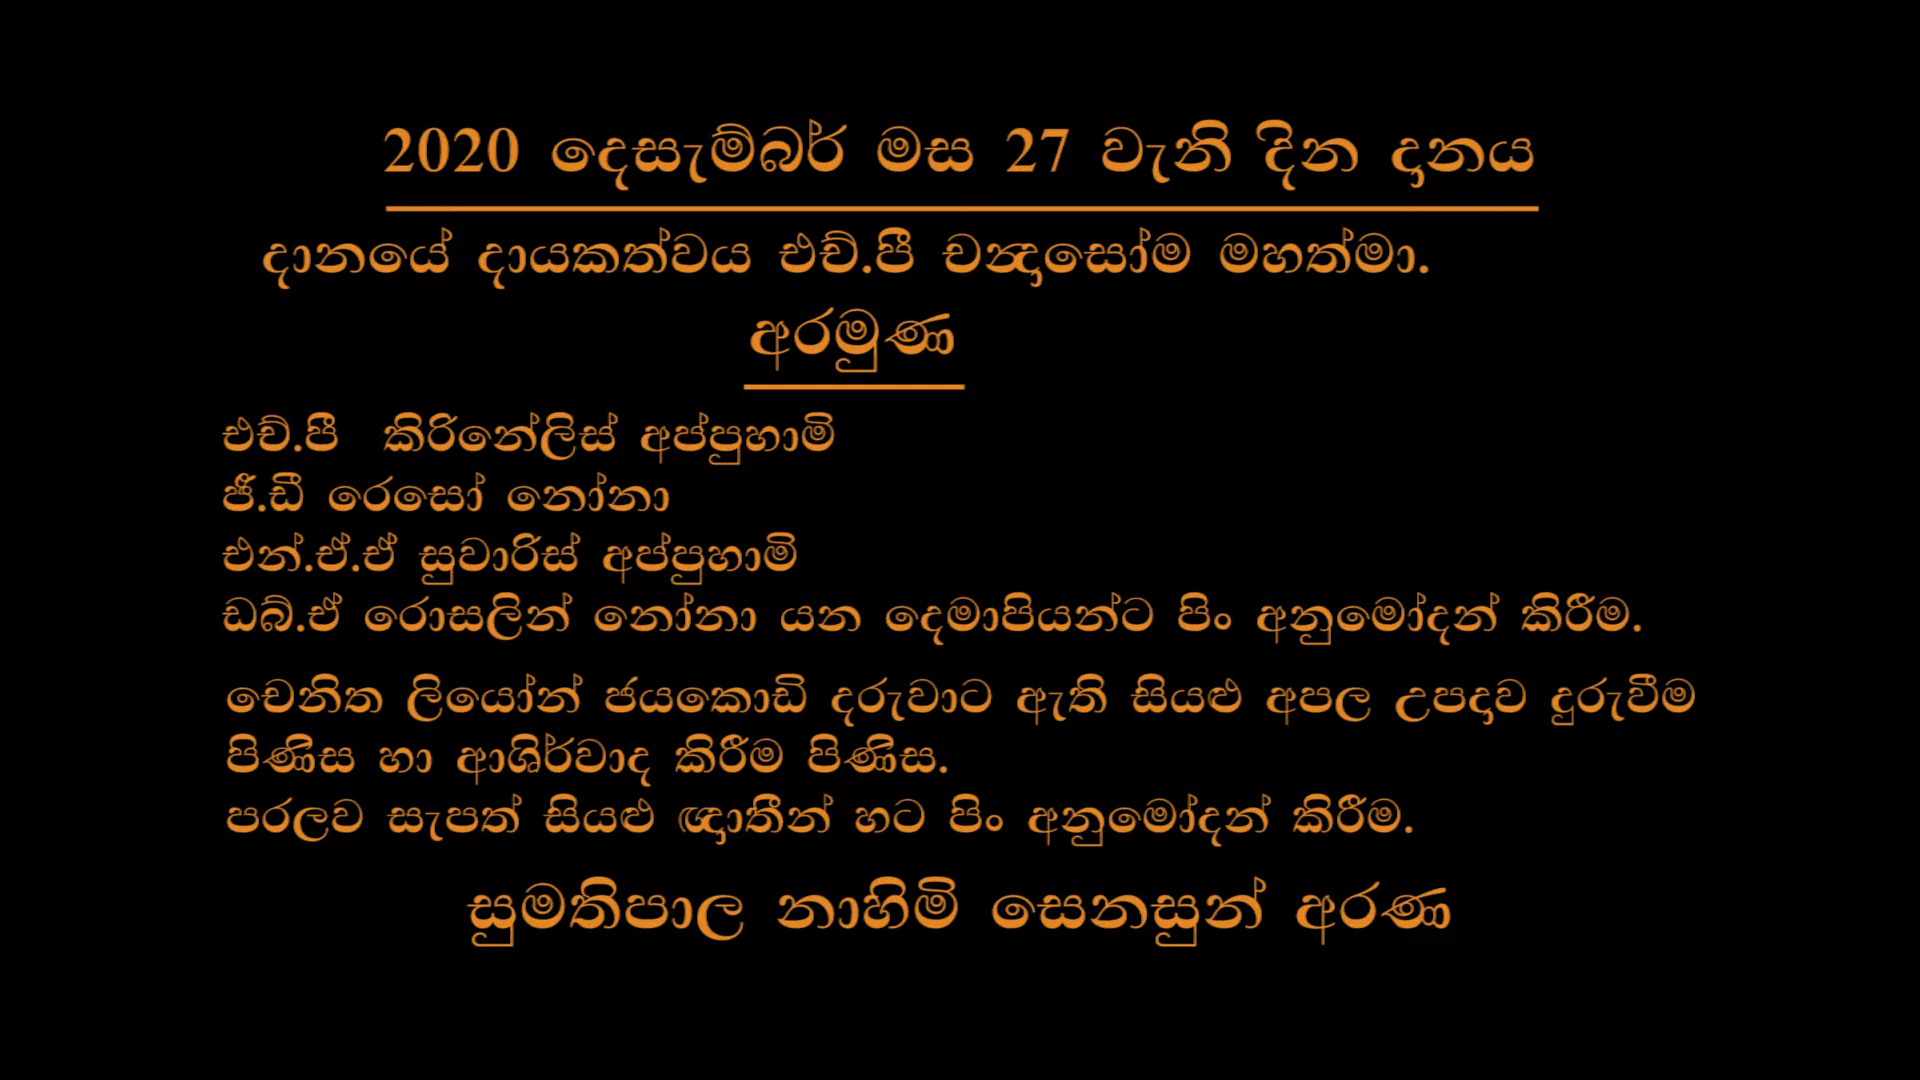 2020 දෙසැම්බර් මස 27 වැනි දින දානය
දානයේ දායකත්වය එච්.පී චන්‍දාසෝම මහත්මා.
අරමුණ
එච්.පී කිරිනේලිස් අප්පුහාමි
ජී.ඩී රෙසෝ නෝනා
එන්.ඒ.ඒ සුවාරිස් අප්පුහාමි
ඩබ්.ඒ රොසලින් නෝනා යන දෙමාපියන්ට පිං අනුමෝදන් කිරීම.
චෙනිත ලියෝන් ජයකොඩි දරුවාට ඇති සියළු අපල උපදාව දුරුවීම
පිණිස හා ආශිර්වාද කිරීම පිණිස.
පරලව සැපත් සියළු ඥාතීන් හට පිං අනුමෝදන් කිරීම.
සුමතිපාල නාහිමි සෙනසුන් අරණ